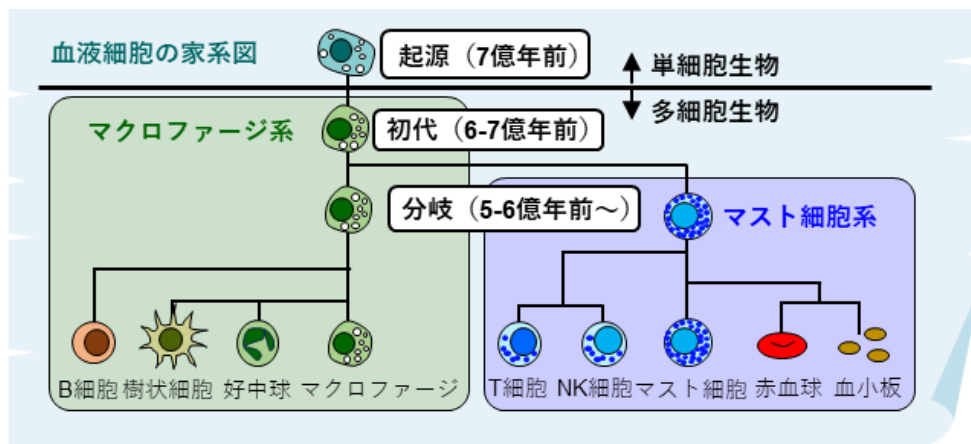 血液細胞の家系図
起源（7億年前）
単細胞生物
多細胞生物
マクロファージ系
初代（6-7億年前）
分岐（5-6億年前～）
マスト細胞系
B細胞 樹状細胞 好中球 マクロファージ
T細胞 NK細胞 マスト細胞 赤血球 血小板